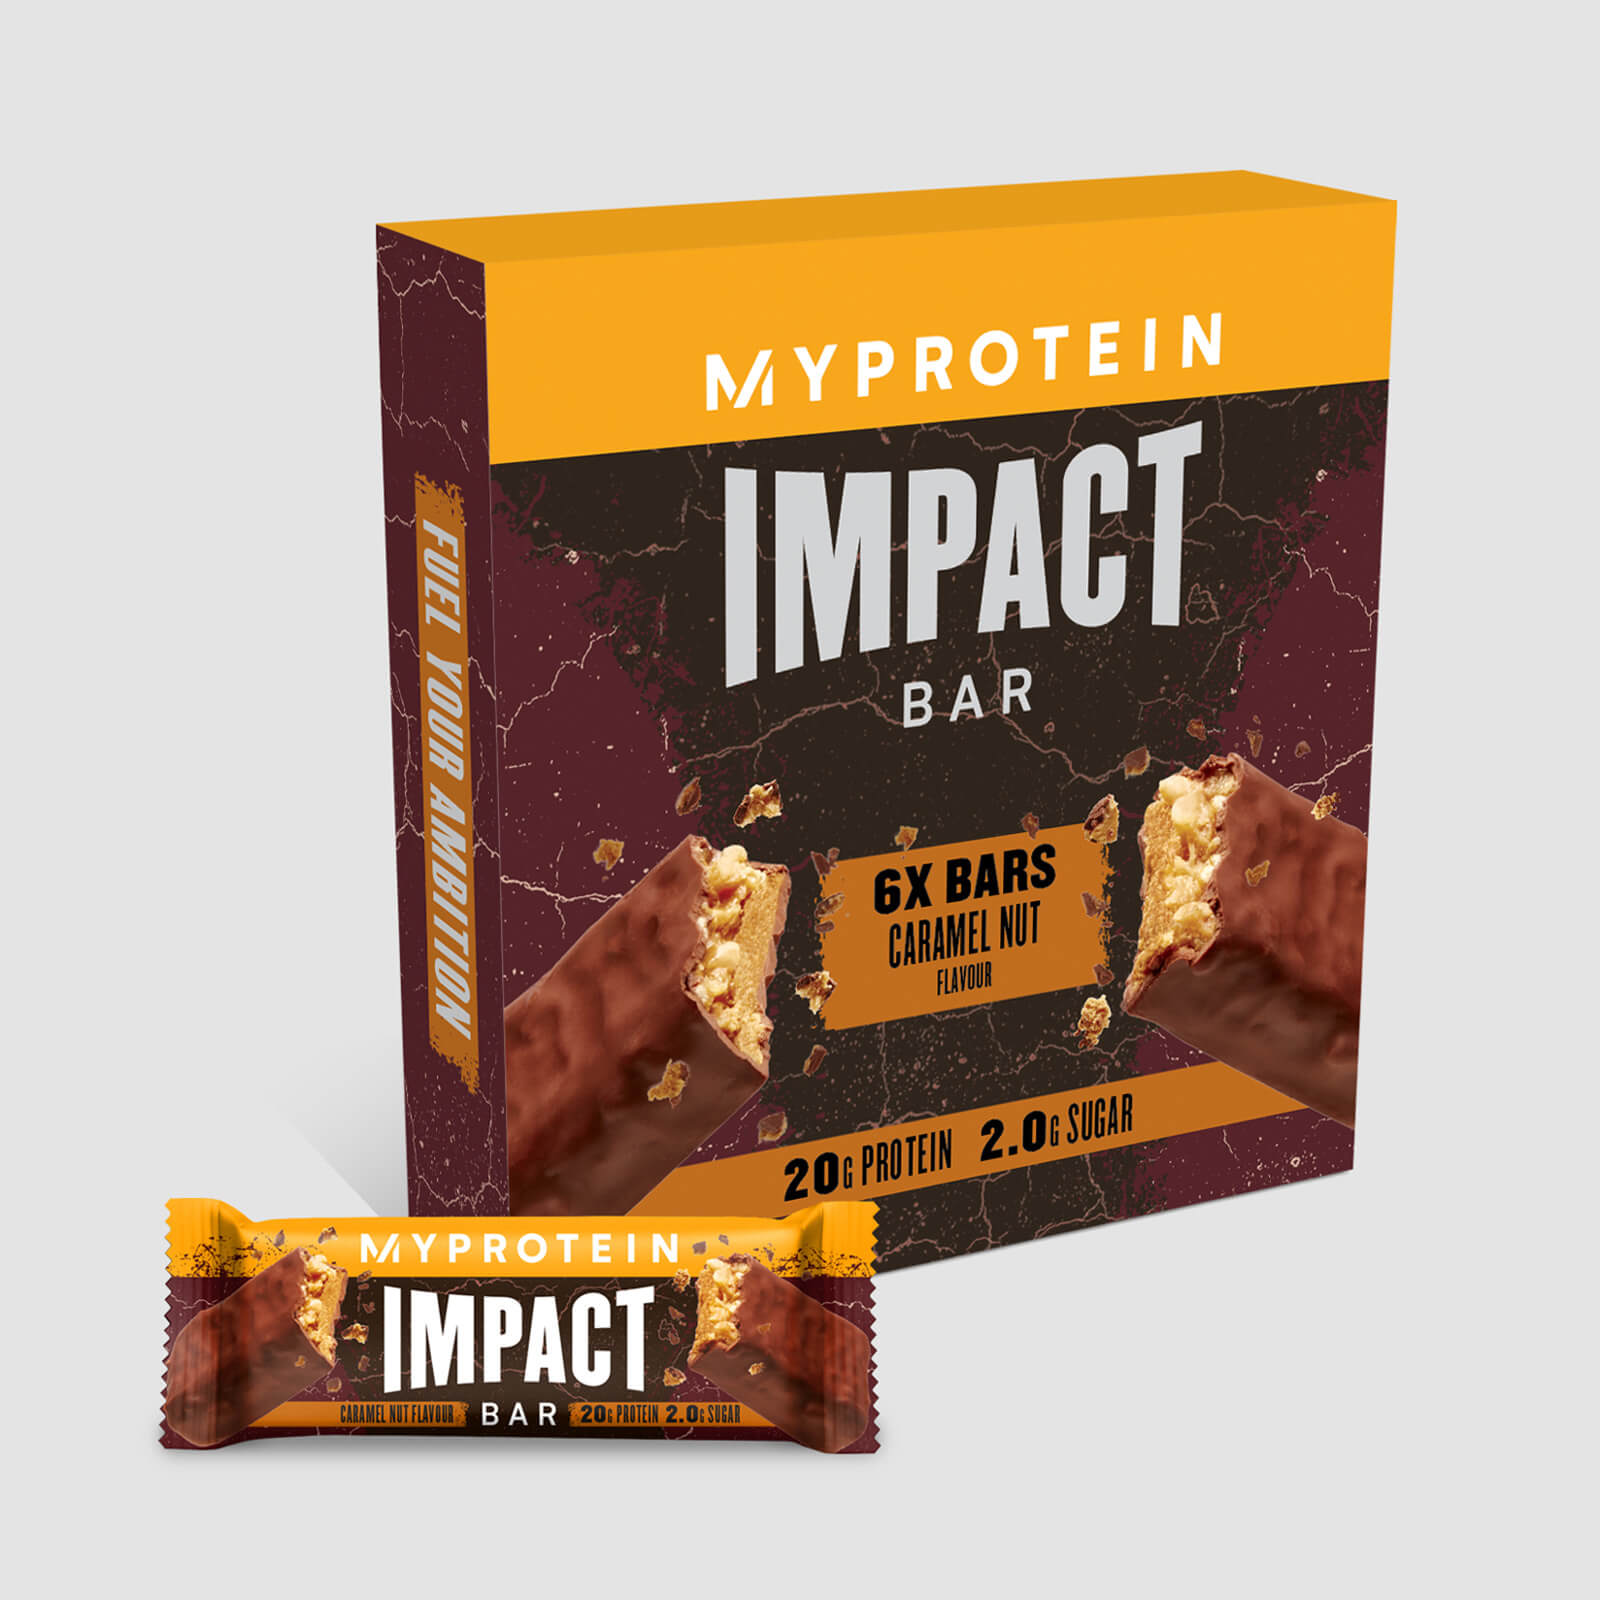 MYPROTEIN
IMPACT
BAR
6X BARS
CARAMEL NUT
FLAVOUR
20G PROTEIN 2.0G SUGAR
FUEL YOUR AMBITION
MYPROTEIN
IMPACT
CARAMEL NUT FLAVOUR BAR 20G PROTEIN 2.0G SUGAR